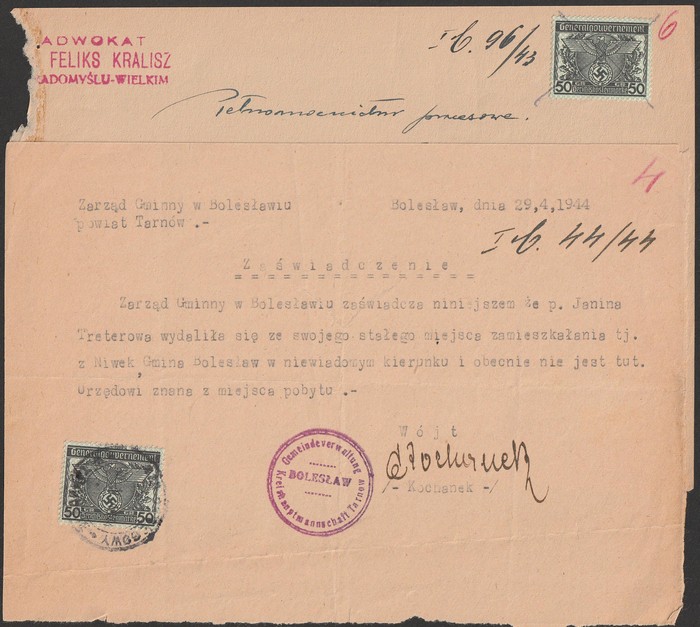 ADWOKAT
FELIKS KRALISZ
ADOMYŚLU-WIELKIM
I C. 96/43
6
Generalgouvernement
50 50
Pełnomocnictwo procesowe.
4
Zarząd Gminny w Bolesławiu
powiat Tarnów .-
Bolesław, dnia 29,4,1944
I C. 44/44
Zaświadczenie
Zarząd Gminny w Bolesławiu zaświadcza niniejszem że p. Janina
Treterowa wydaliła się ze swojego stałego miejsca zamieszkałania tj.
z Niwek Gmina Bolesław w niewiadomym kierunku i obecnie nie jest tut.
Urzędowi znana z miejsca pobytu .-
Wójt
Kochanek
/- Kochanek -/
Gemeindeverwaltung
BOLESŁAW
Kreishauptmannschaft Tarnow
Generalgouvernement
50 50